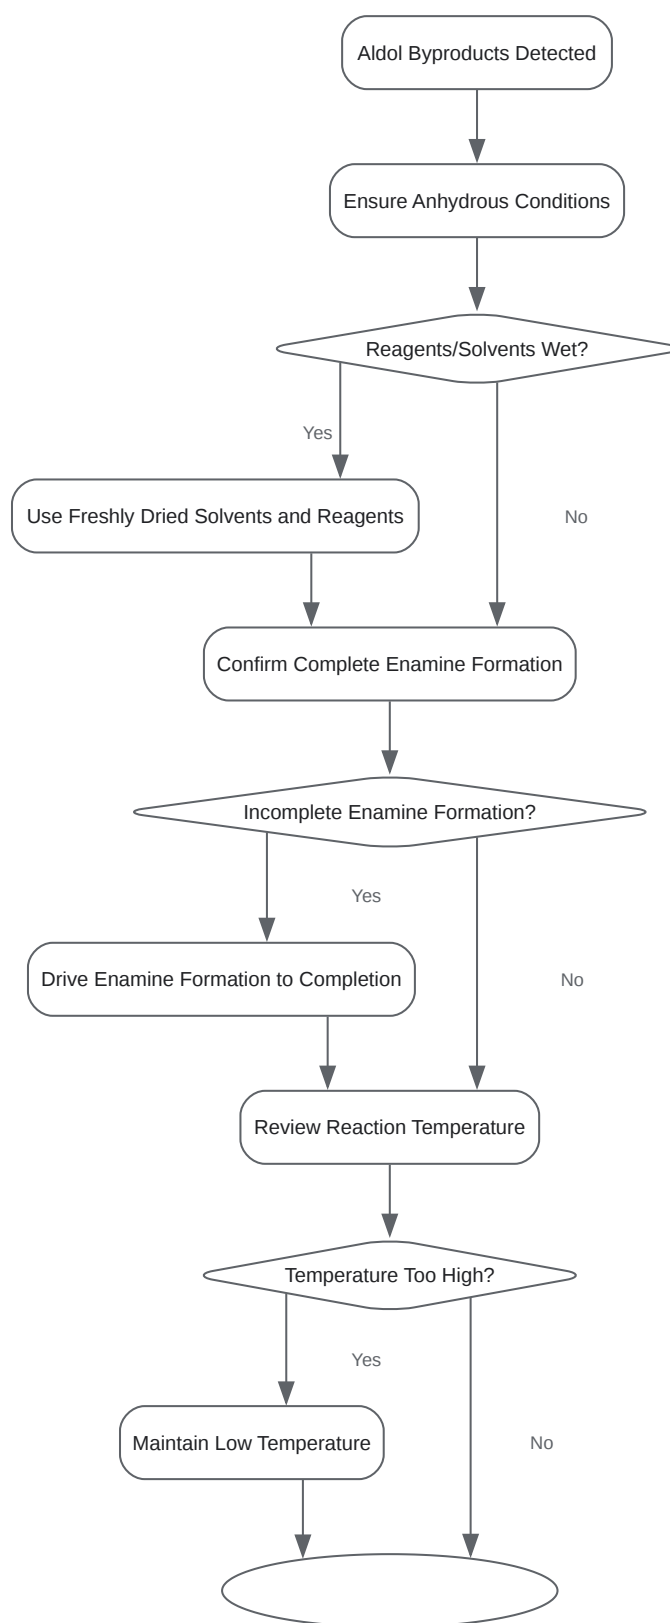 Aldol Byproducts Detected
Ensure Anhydrous Conditions
Reagents/Solvents Wet?
Yes
Use Freshly Dried Solvents and Reagents
No
Confirm Complete Enamine Formation
Incomplete Enamine Formation?
Yes
Drive Enamine Formation to Completion
No
Review Reaction Temperature
Temperature Too High?
Yes
Maintain Low Temperature
No